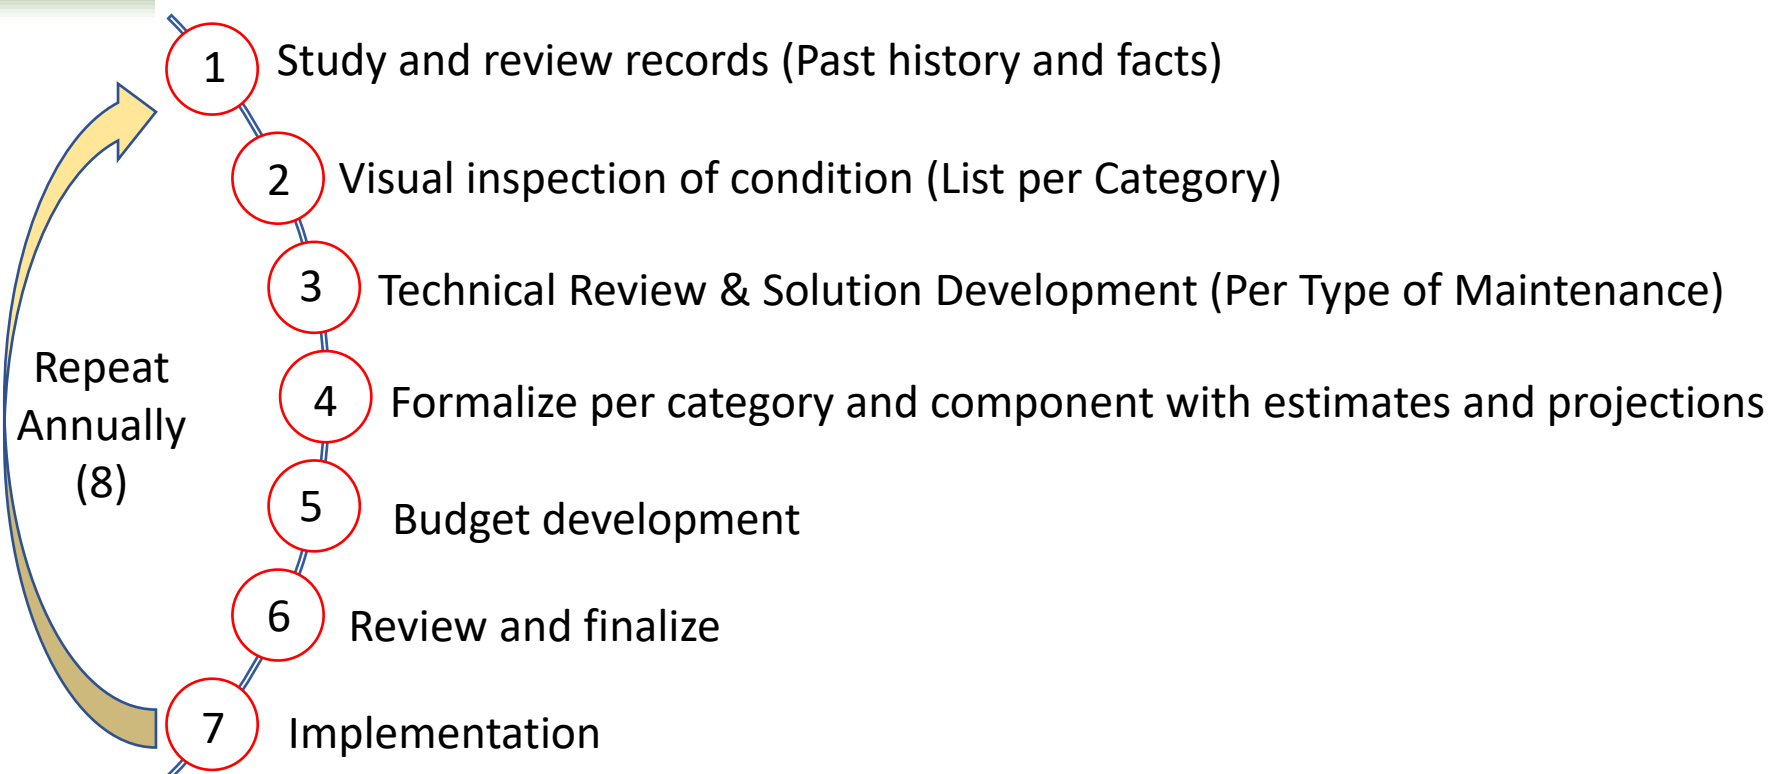 1 Study and review records (Past history and facts)
2 Visual inspection of condition (List per Category)
3 Technical Review & Solution Development (Per Type of Maintenance)
4 Formalize per category and component with estimates and projections
5 Budget development
6 Review and finalize
7 Implementation
Repeat
Annually
(8)